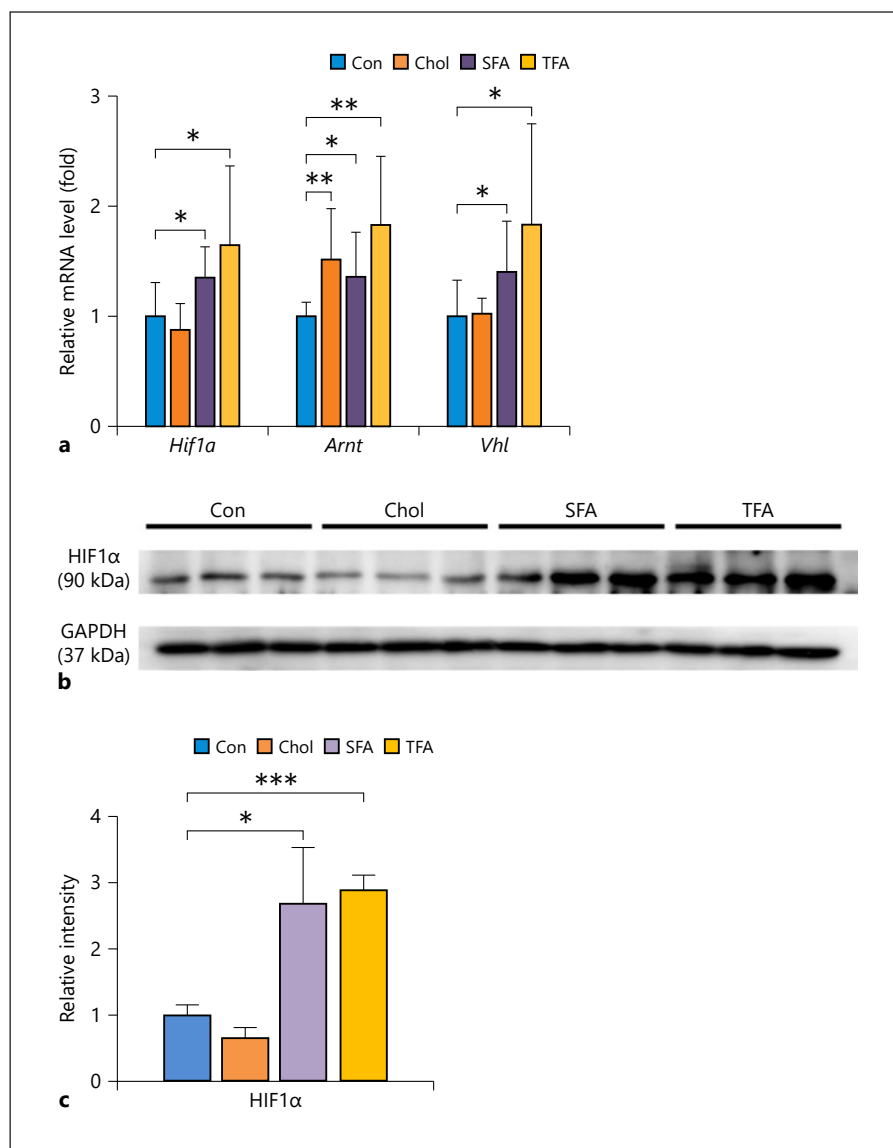 Con Chol SFA TFA
3
2
1
0
Relative mRNA level (fold)
* *
** * **
* *
Hif1a Arnt Vhl
a
Con Chol SFA TFA
HIF1α
(90 kDa)
GAPDH
(37 kDa)
b
Con Chol SFA TFA
***
*
4
3
2
1
0
Relative intensity
HIF1α
c